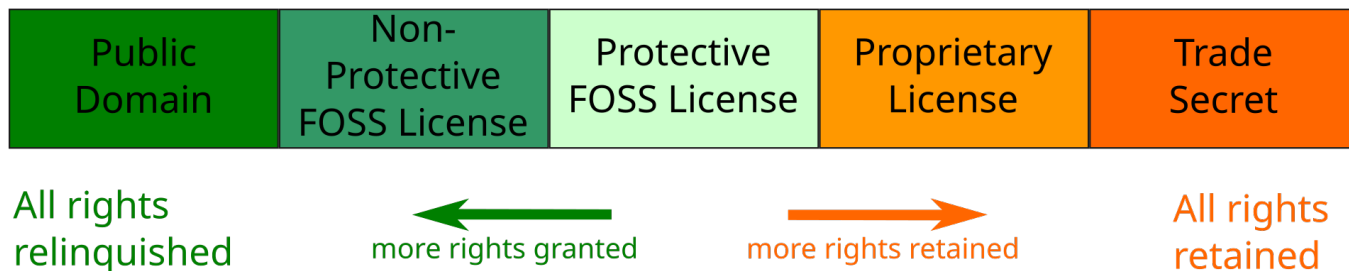 Public
Domain
Non-
Protective
FOSS License
Protective
FOSS License
Proprietary
License
Trade
Secret
All rights
relinquished
more rights granted
more rights retained
All rights
retained